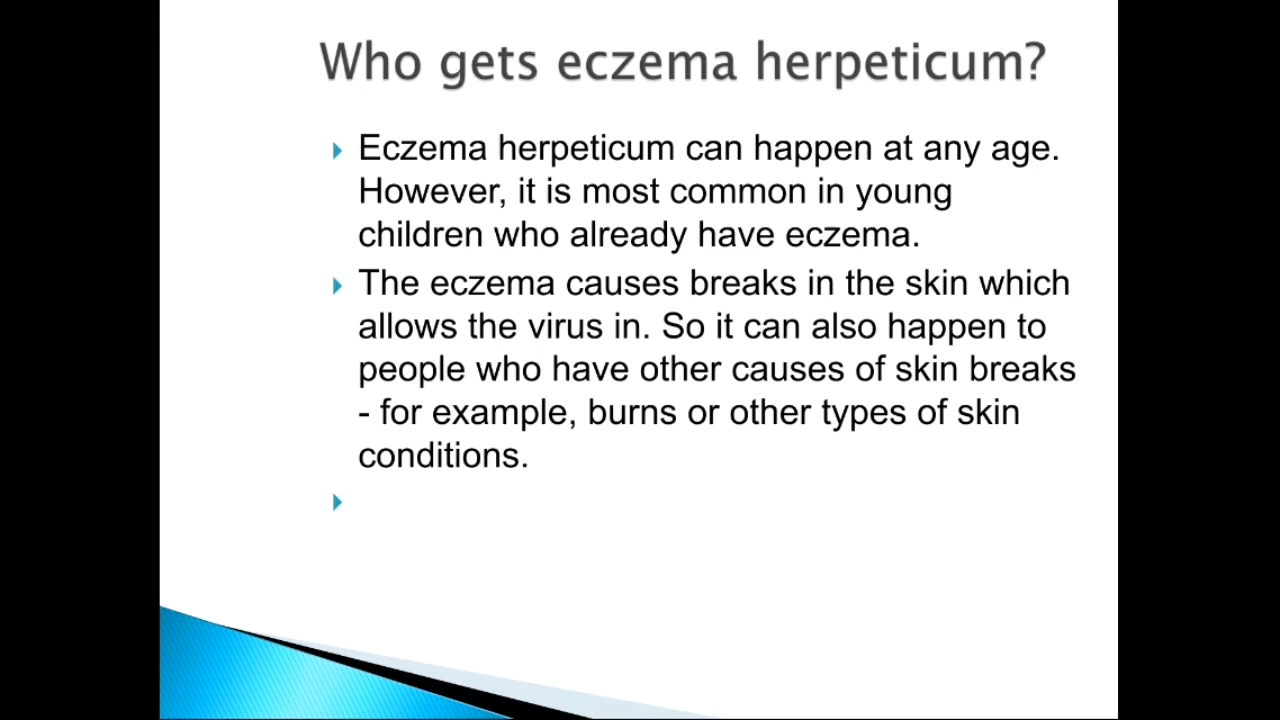 Who gets eczema herpeticum?
Eczema herpeticum can happen at any age.
However, it is most common in young
children who already have eczema.
The eczema causes breaks in the skin which
allows the virus in. So it can also happen to
people who have other causes of skin breaks
- for example, burns or other types of skin
conditions.